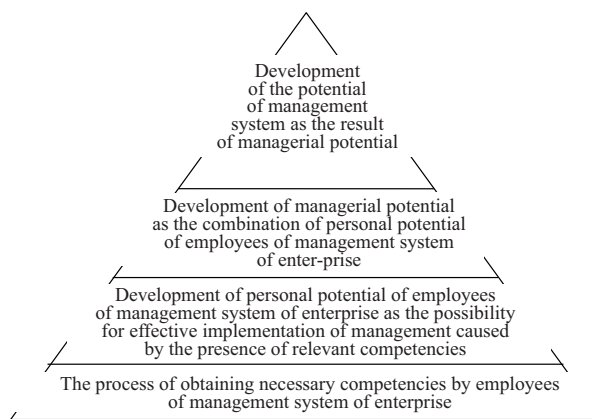 Development
of the potential
of management
system as the result
of managerial potential
Development of managerial potential
as the combination of personal potential
of employees of management system
of enter-prise
Development of personal potential of employees
of management system of enterprise as the possibility
for effective implementation of management caused
by the presence of relevant competencies
The process of obtaining necessary competencies by employees
of management system of enterprise